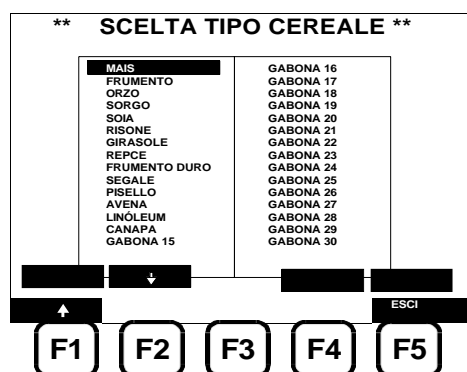 ** SCELTA TIPO CEREALE **
MAIS
FRUMENTO
ORZO
SORGO
SOIA
RISONE
GIRASOLE
REPCE
FRUMENTO DURO
SEGALE
PISELLO
AVENA
LINÓLEUM
CANAPA
GABONA 15
GABONA 16
GABONA 17
GABONA 18
GABONA 19
GABONA 20
GABONA 21
GABONA 22
GABONA 23
GABONA 24
GABONA 25
GABONA 26
GABONA 27
GABONA 28
GABONA 29
GABONA 30
ESCI
F1 F2 F3 F4 F5